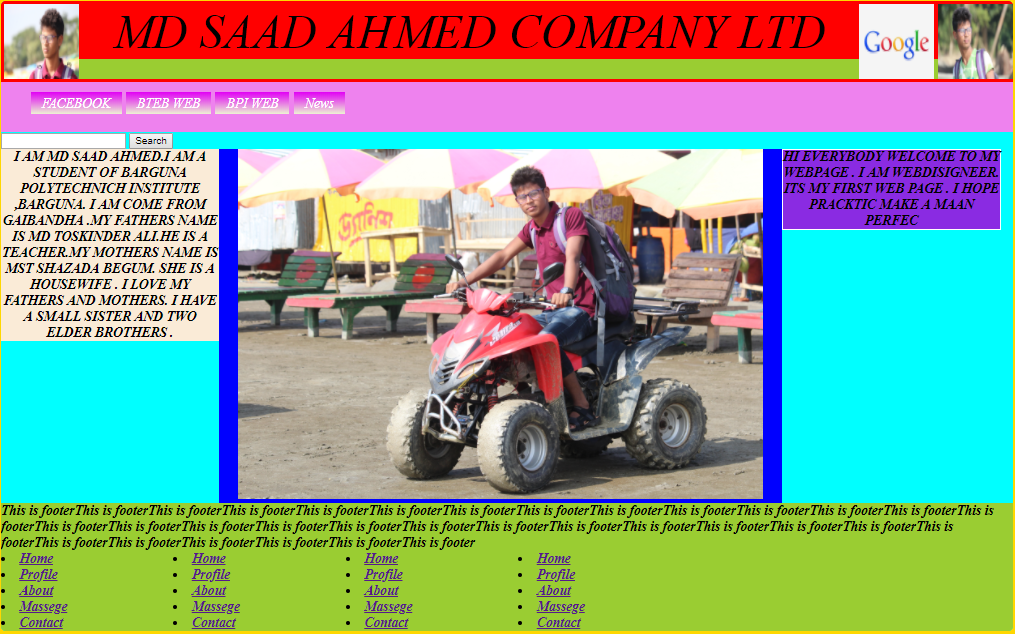 MD SAAD AHMED COMPANY LTD
Google
FACEBOOK BTEB WEB BPI WEB News
Search
I AM MD SAAD AHMED.I AM A
STUDENT OF BARGUNA
POLYTECHNICH INSTITUTE
,BARGUNA. I AM COME FROM
GAIBANDHA .MY FATHERS NAME
IS MD TOSKINDER ALI.HE IS A
TEACHER.MY MOTHERS NAME IS
MST SHAZADA BEGUM. SHE IS A
HOUSEWIFE . I LOVE MY
FATHERS AND MOTHERS. I HAVE
A SMALL SISTER AND TWO
ELDER BROTHERS .
HI EVERYBODY WELCOME TO MY
WEBPAGE . I AM WEBDISIGNEER.
ITS MY FIRST WEB PAGE . I HOPE
PRACKTIC MAKE A MAAN
PERFEC
This is footerThis is footerThis is footerThis is footerThis is footerThis is footerThis is footerThis is footerThis is footerThis is footerThis is footerThis is footerThis is footerThis is
footerThis is footerThis is footerThis is footerThis is footerThis is footerThis is footerThis is footerThis is footerThis is footerThis is footerThis is footerThis is footerThis is
footerThis is footerThis is footerThis is footerThis is footerThis is footerThis is footer
Home Home Home Home
Profile Profile Profile Profile
About About About About
Massege Massege Massege Massege
Contact Contact Contact Contact